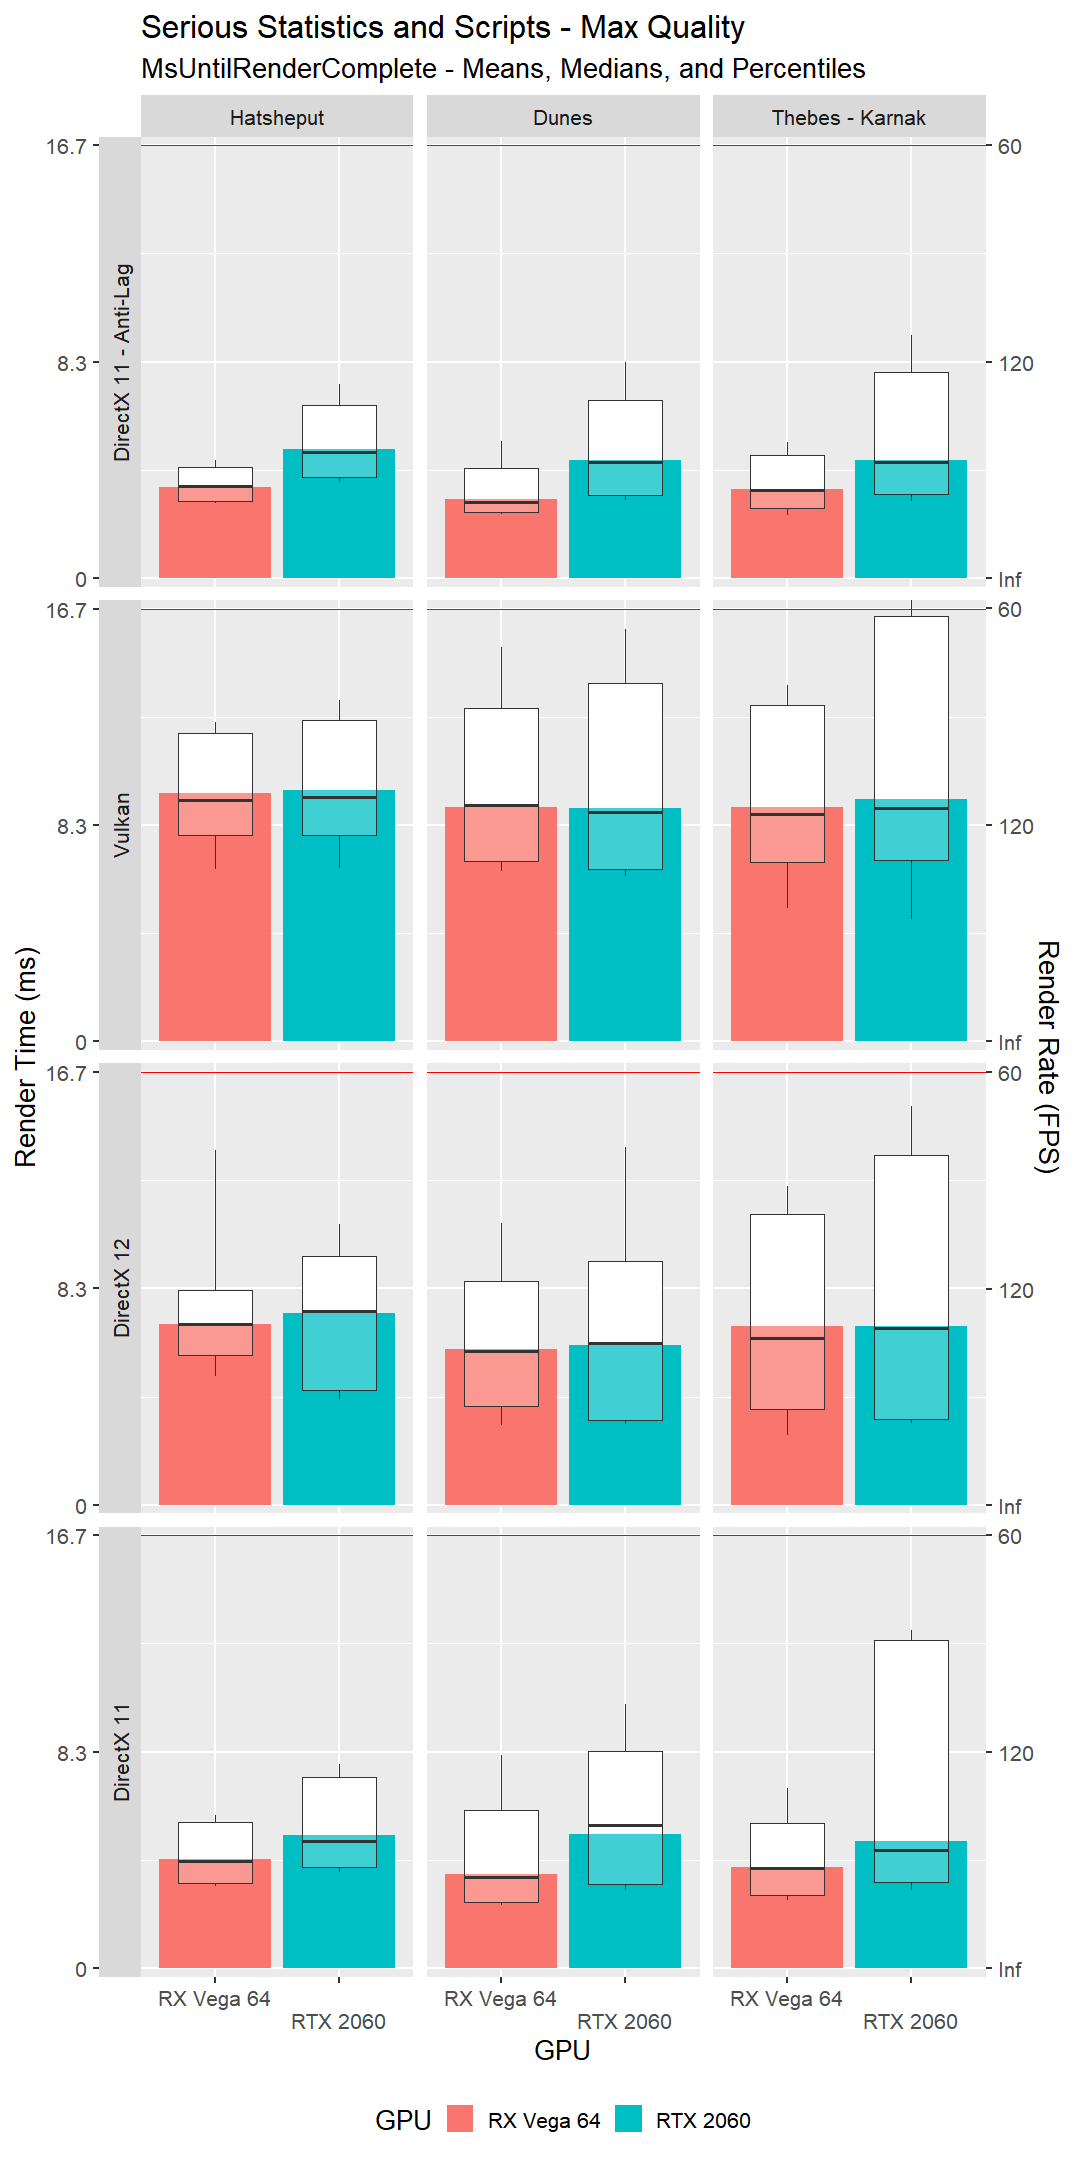 Serious Statistics and Scripts - Max Quality
MsUntilRenderComplete - Means, Medians, and Percentiles
Hatsheput
Dunes
Thebes - Karnak
Render Time (ms)
Render Rate (FPS)
DirectX 11 - Anti-Lag
16.7
8.3
0
60
120
Inf
Vulkan
16.7
8.3
0
60
120
Inf
DirectX 12
16.7
8.3
0
60
120
Inf
DirectX 11
16.7
8.3
0
60
120
Inf
RX Vega 64
RTX 2060
RX Vega 64
RTX 2060
RX Vega 64
RTX 2060
GPU
GPU RX Vega 64 RTX 2060